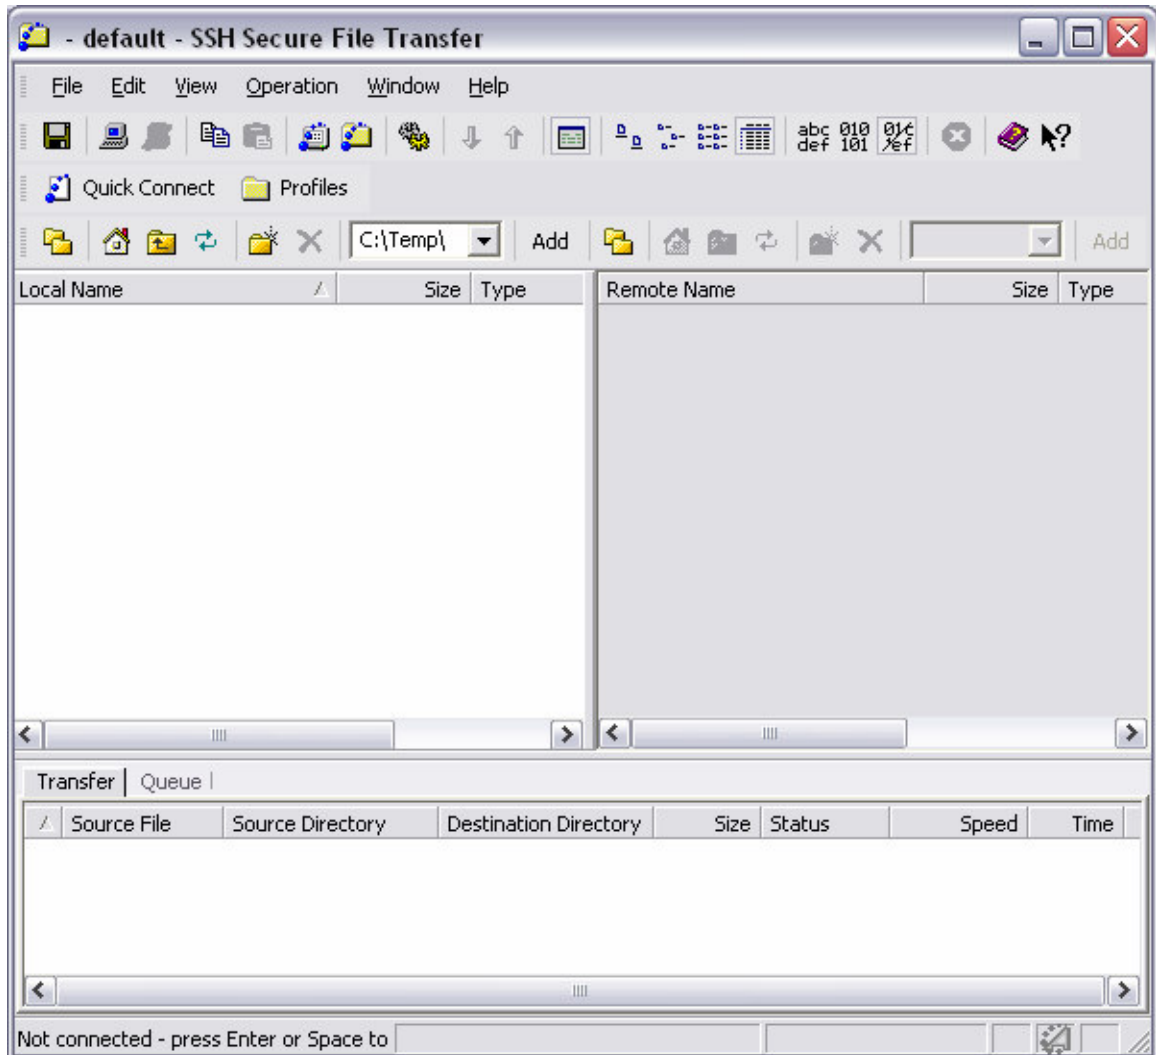 - default - SSH Secure File Transfer
File Edit View Operation Window Help
abc def 010 101
Quick Connect Profiles
C:\Temp\ Add Add
Local Name Size Type Remote Name Size Type
Transfer Queue
Source File Source Directory Destination Directory Size Status Speed Time
Not connected - press Enter or Space to